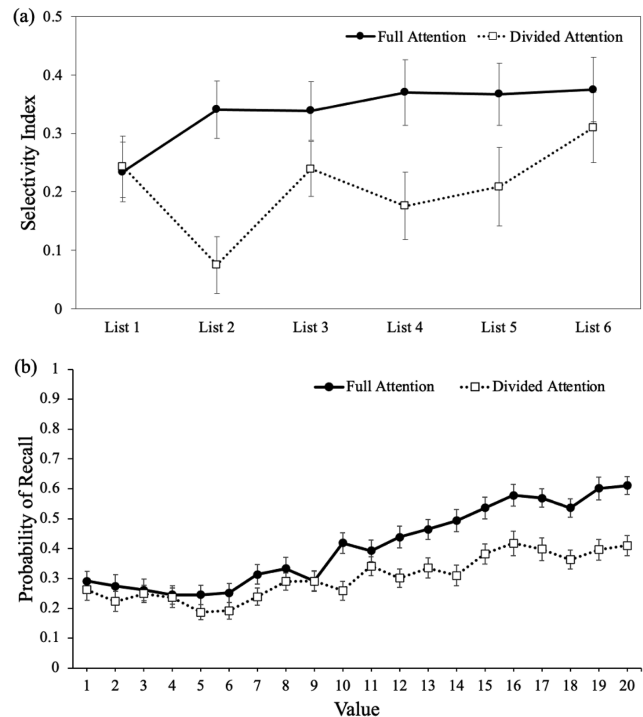 (a)
0.5
0.4
0.3
0.2
0.1
0
Selectivity Index
Full Attention
Divided Attention
List 1 List 2 List 3 List 4 List 5 List 6
(b)
1
0.9
0.8
0.7
0.6
0.5
0.4
0.3
0.2
0.1
0
Probability of Recall
Full Attention
Divided Attention
1 2 3 4 5 6 7 8 9 10 11 12 13 14 15 16 17 18 19 20
Value